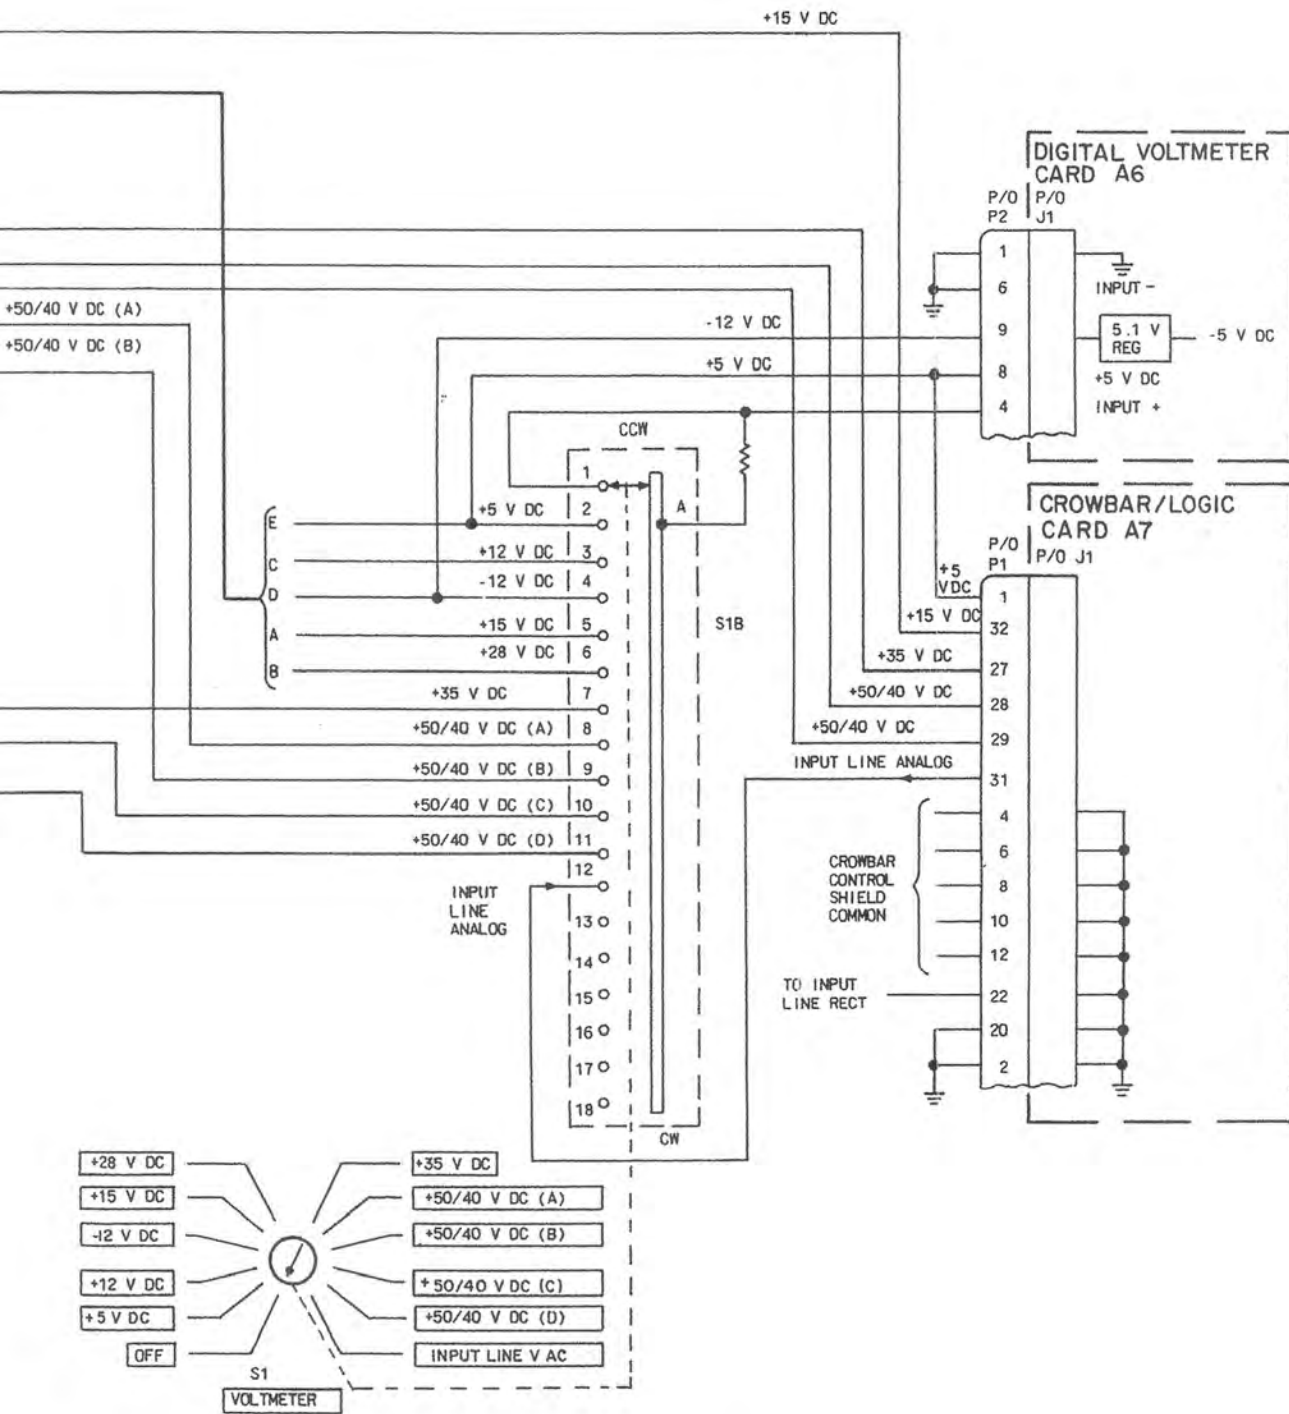 +15 V DC
DIGITAL VOLTMETER
CARD A6
P/O P/O
P2 J1
1
6
INPUT -
+50/40 V DC (A)
-12 V DC
9
5.1 V
REG
-5 V DC
+50/40 V DC (B)
+5 V DC
8
+5 V DC
4
INPUT +
CCW
1
A
CROWBAR/LOGIC
CARD A7
E
+5 V DC
2
P/O
P1
P/O J1
C
+12 V DC
3
+5
VDC
D
-12 V DC
4
1
+15 V DC
32
A
+15 V DC
5
S1B
+28 V DC
6
B
+35 V DC
27
+35 V DC
7
+50/40 V DC
28
+50/40 V DC (A)
8
+50/40 V DC
29
+50/40 V DC (B)
9
INPUT LINE ANALOG
31
+50/40 V DC (C)
10
4
+50/40 V DC (D)
11
6
12
INPUT
LINE
ANALOG
CROWBAR
CONTROL
SHIELD
COMMON
8
10
12
13
14
15
16
17
18
TO INPUT
LINE RECT
22
20
2
CW
+28 V DC
+35 V DC
+15 V DC
+50/40 V DC (A)
-12 V DC
+50/40 V DC (B)
+12 V DC
+50/40 V DC (C)
+5 V DC
+50/40 V DC (D)
OFF
INPUT LINE V AC
S1
VOLTMETER